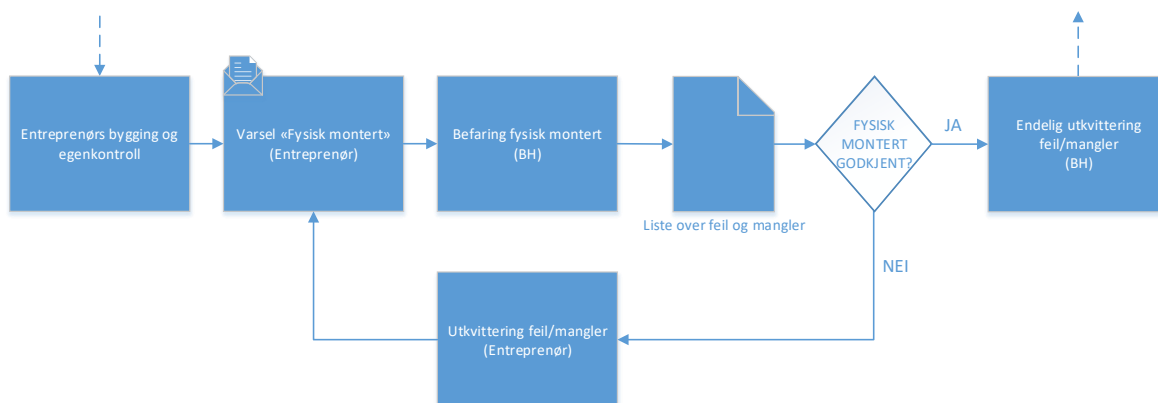 Entreprenørs bygging og
egenkontroll
Varsel «Fysisk montert»
(Entreprenør)
Befaring fysisk montert
(BH)
Liste over feil og mangler
FYSISK
MONTERT
GODKJENT?
JA
Endelig utkvittering
feil/mangler
(BH)
NEI
Utkvittering feil/mangler
(Entreprenør)